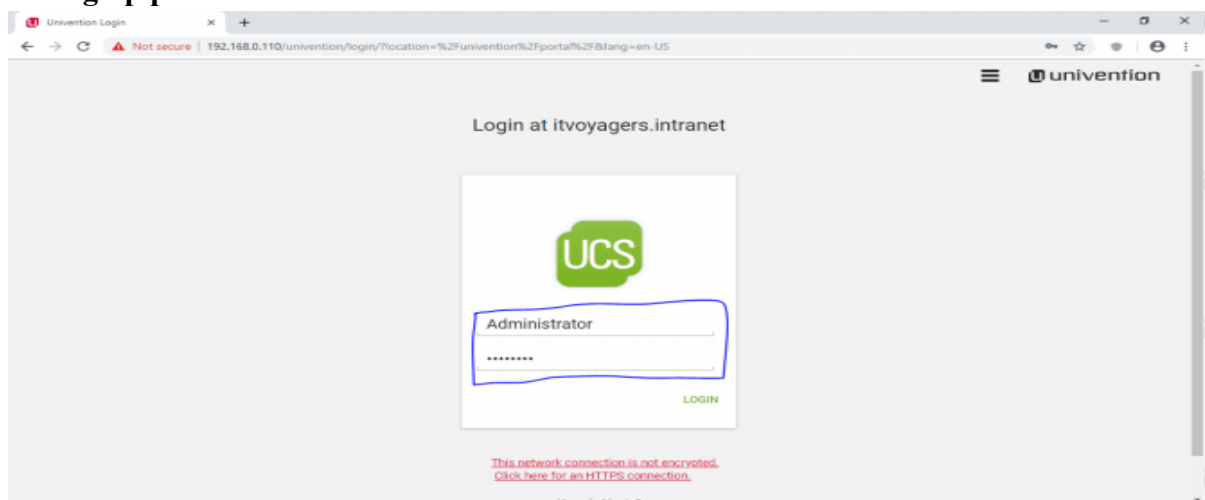 Univention Login
Not secure | 192.168.0.110/univention/login/?location=%2Funivention%2Fportal%2F&lang=en-US
univention
Login at itvoyagers.intranet
UCS
Administrator
••••••••
LOGIN
This network connection is not encrypted.
Click here for an HTTPS connection.